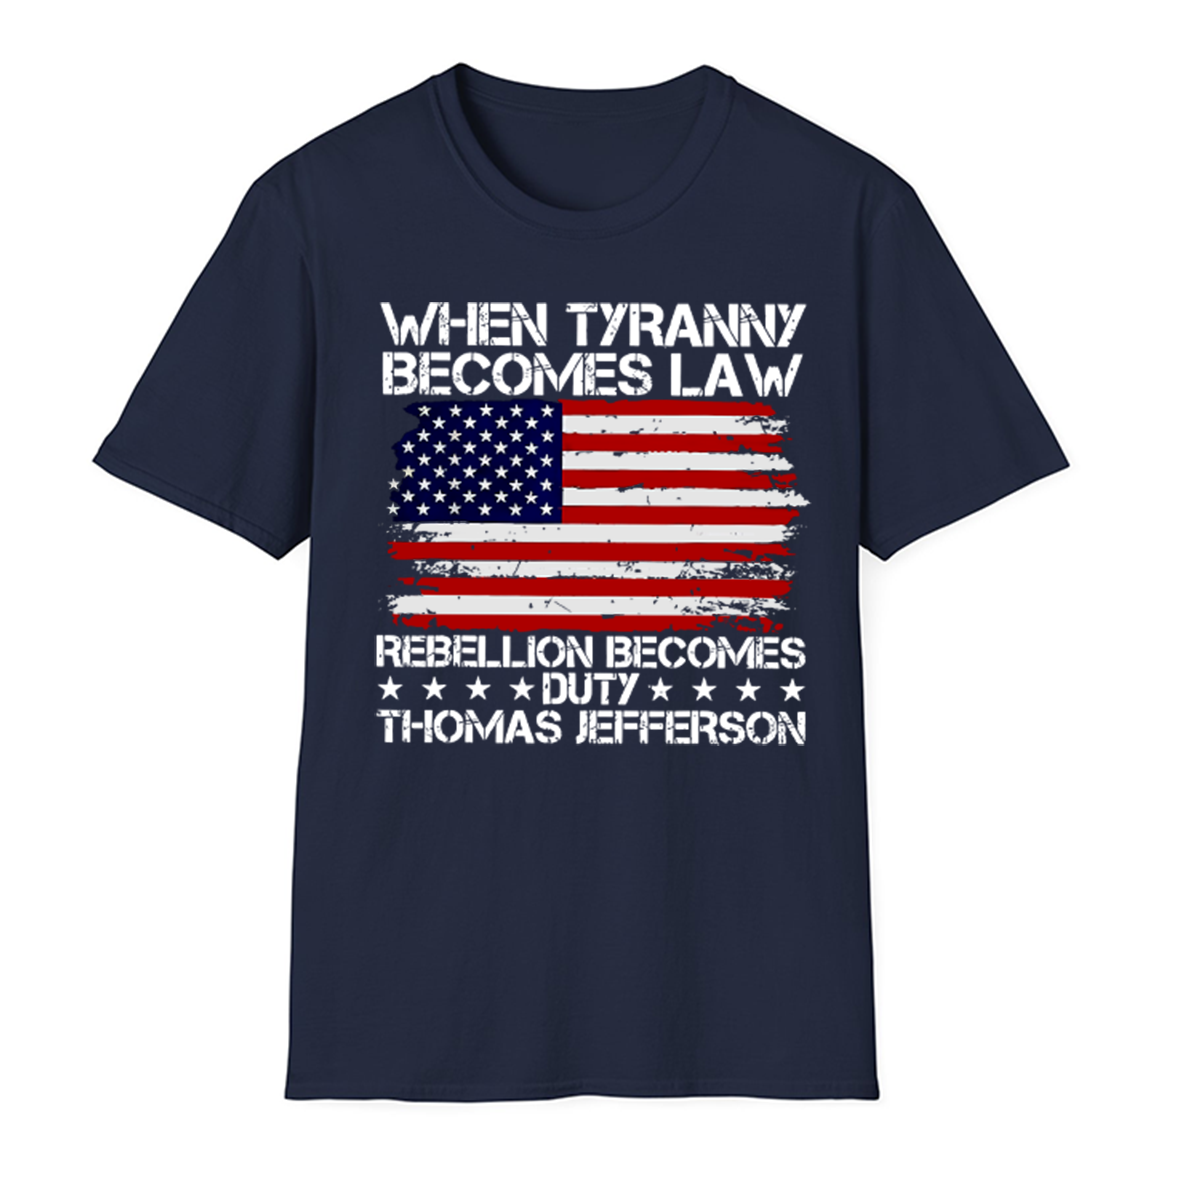 WHEN TYRANNY
BECOMES LAW
REBELLION BECOMES
DUTY
THOMAS JEFFERSON